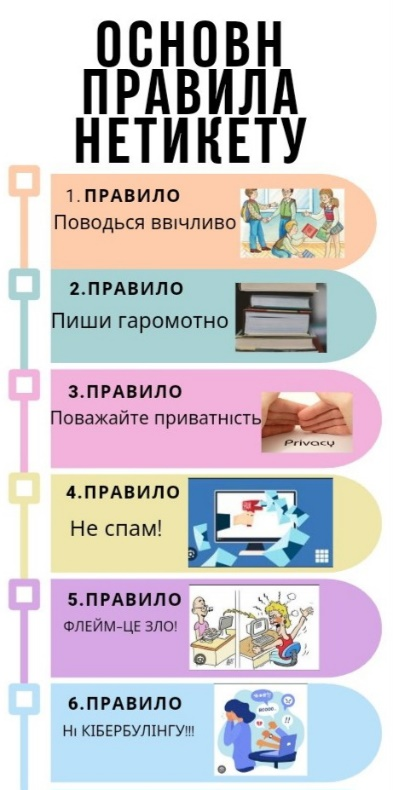 ОСНОВН
ПРАВИЛА
НЕТИКЕТУ
1. ПРАВИЛО
Поводься ввічливо
2.ПРАВИЛО
Пиши гаромотно
3.ПРАВИЛО
Поважайте приватність
Privacy
4.ПРАВИЛО
Не спам!
5.ПРАВИЛО
ФЛЕЙМ–ЦЕ ЗЛО!
6.ПРАВИЛО
Ні КІБЕРБУЛІНГУ!!!